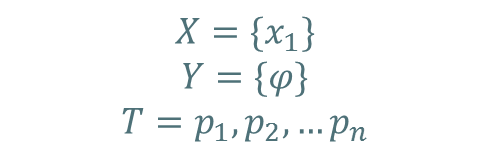 X = {x₁}
Y = {φ}
T = p₁, p₂, … pₙ